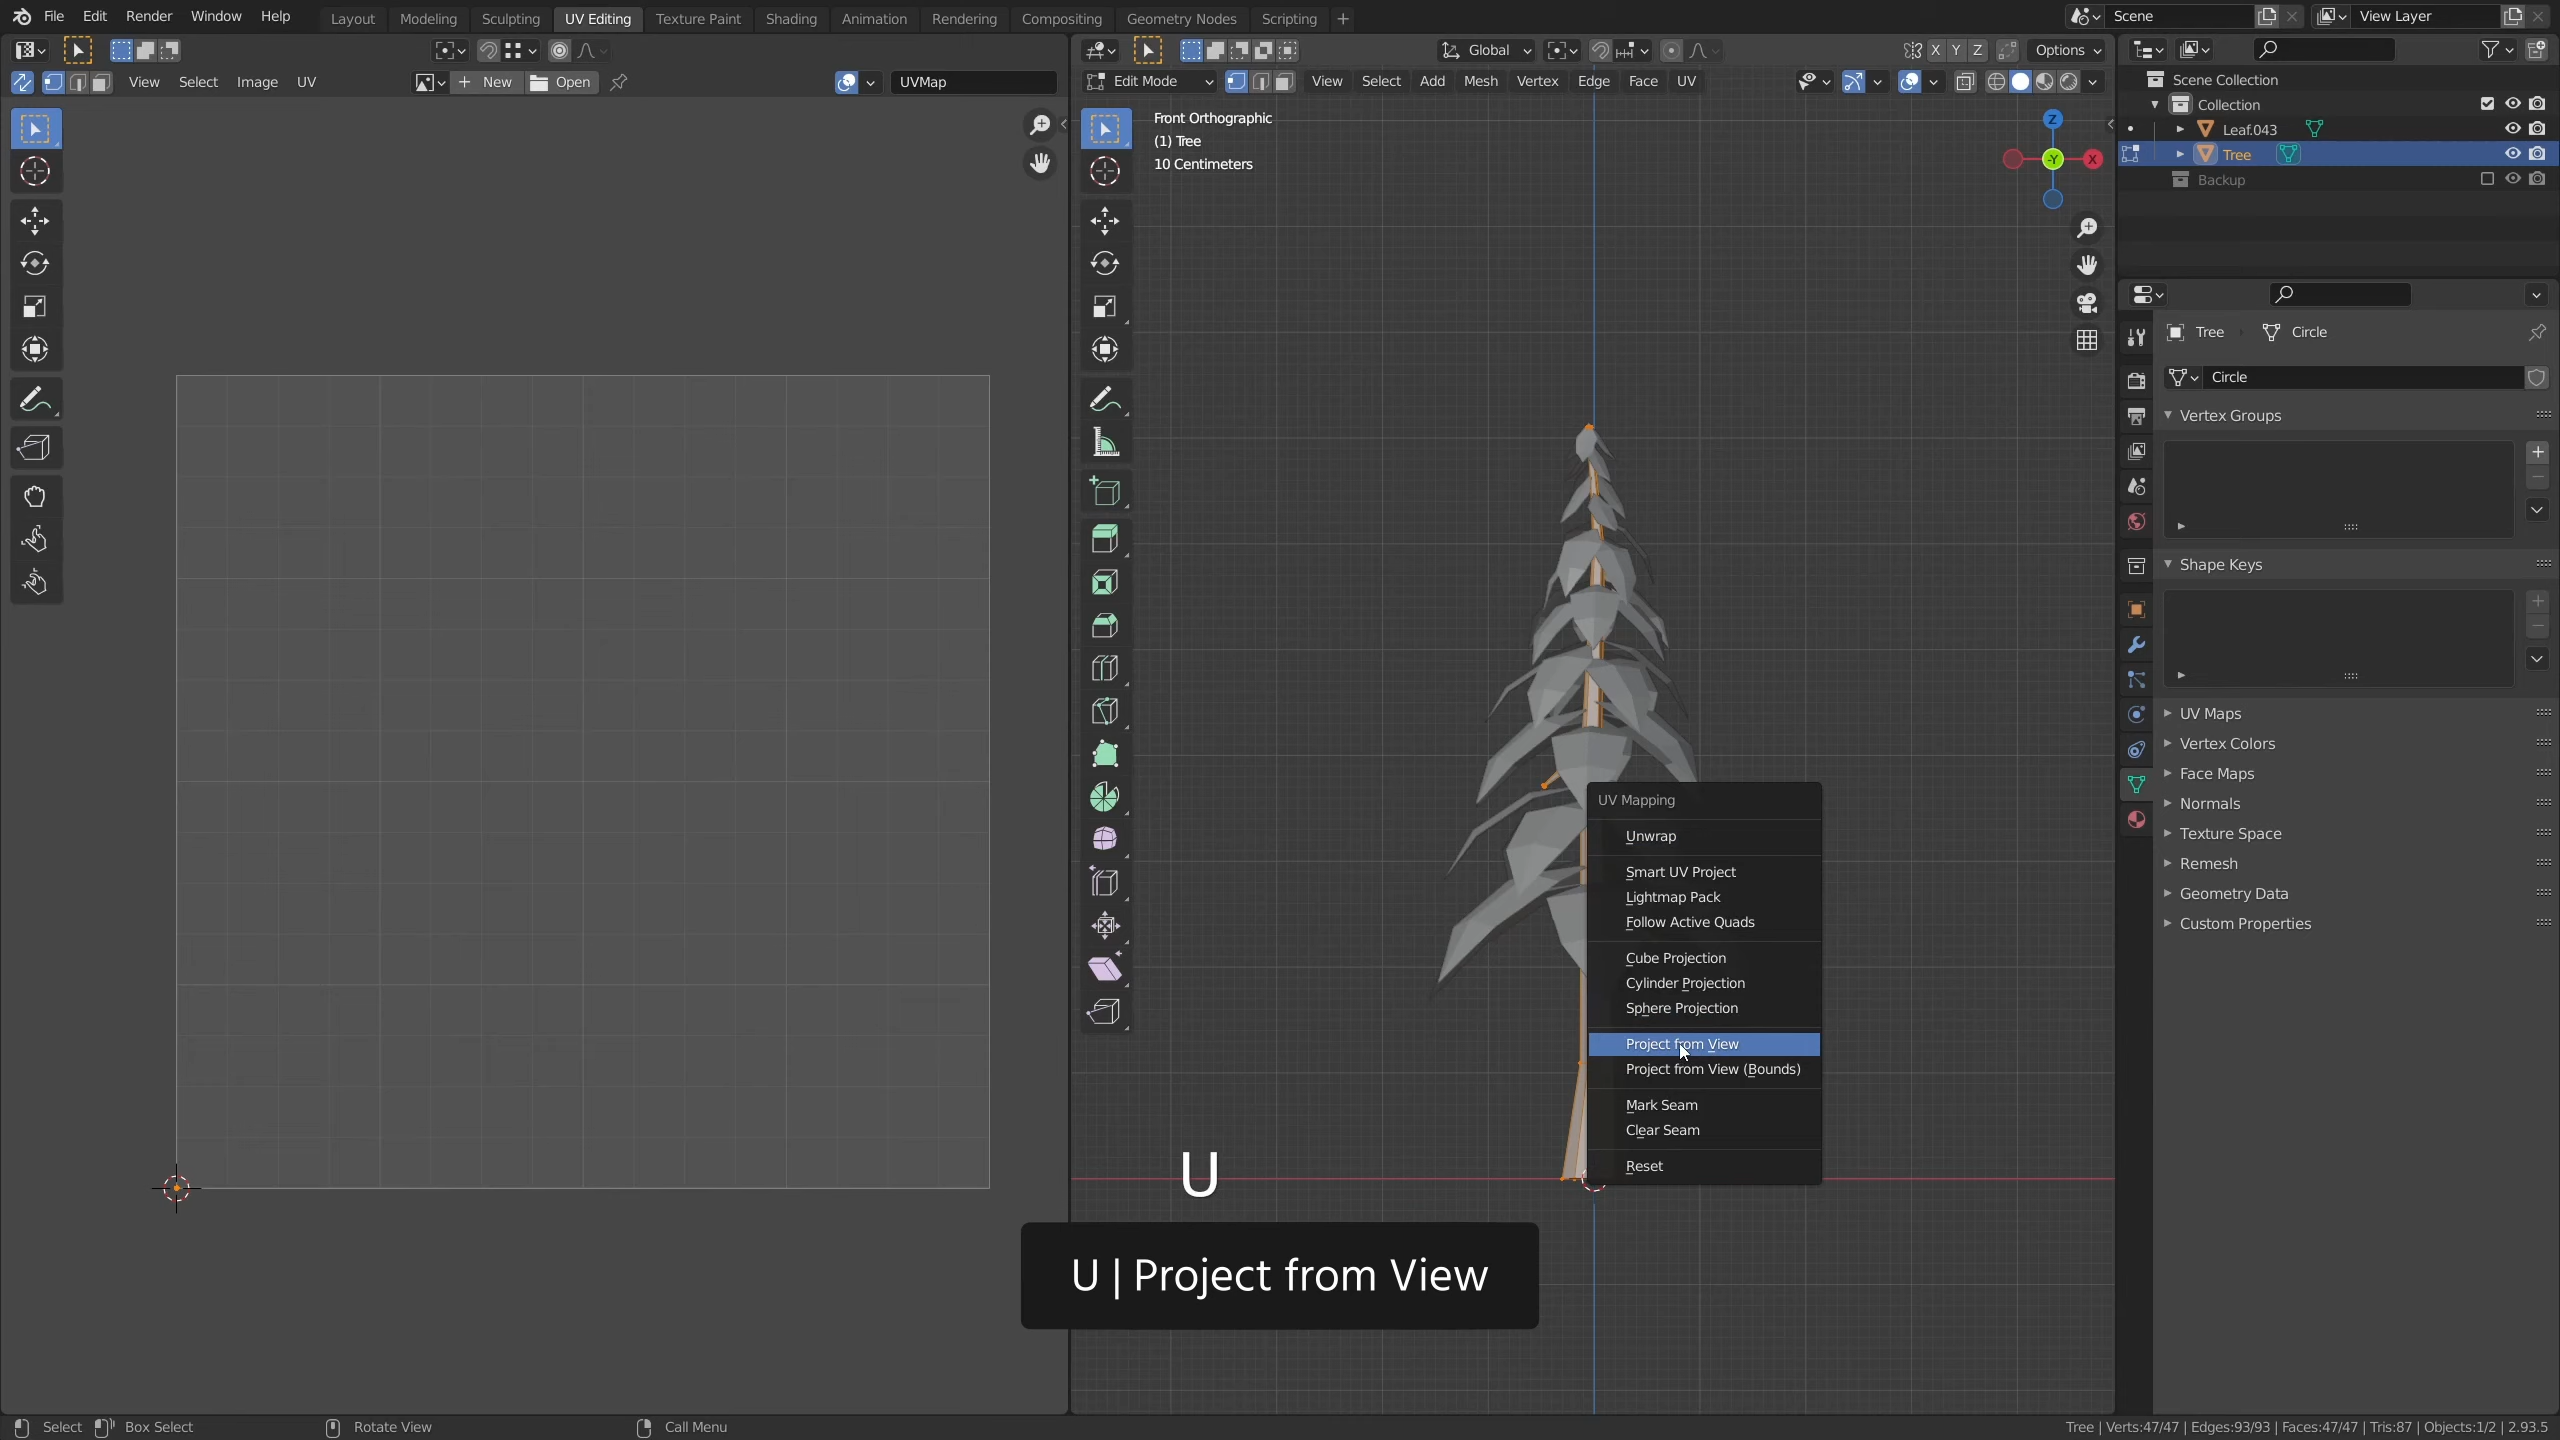 File Edit Render Window Help Layout Modeling Sculpting UV Editing Texture Paint Shading Animation Rendering Compositing Geometry Nodes Scripting + Scene View Layer
Global X Y Z Options
View Select Image UV + New Open UVMap
Edit Mode View Select Add Mesh Vertex Edge Face UV
Scene Collection
Collection
Leaf.043
Tree
Backup
Front Orthographic
(1) Tree
10 Centimeters
Z
-Y X
Tree Circle
Circle
Vertex Groups
Shape Keys
UV Maps
Vertex Colors
Face Maps
Normals
Texture Space
Remesh
Geometry Data
Custom Properties
UV Mapping
Unwrap
Smart UV Project
Lightmap Pack
Follow Active Quads
Cube Projection
Cylinder Projection
Sphere Projection
Project from View
Project from View (Bounds)
Mark Seam
Clear Seam
Reset
U
U | Project from View
Select Box Select Rotate View Call Menu Tree | Verts:47/47 | Edges:93/93 | Faces:47/47 | Tris:87 | Objects:1/2 | 2.93.5